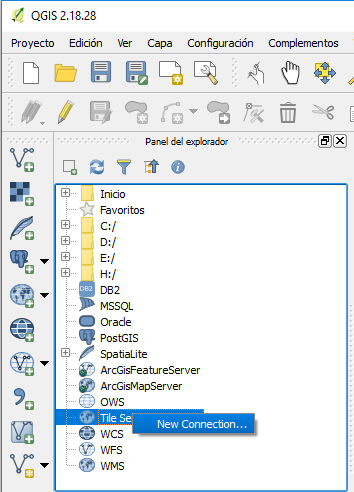 QGIS 2.18.28
Proyecto Edición Ver Capa Configuración Complementos
Panel del explorador
Inicio
Favoritos
C:/
D:/
E:/
H:/
DB2 DB2
MSSQL
Oracle
PostGIS
SpatiaLite
ArcGisFeatureServer
ArcGisMapServer
OWS
Tile Se New Connection...
WCS
WFS
WMS